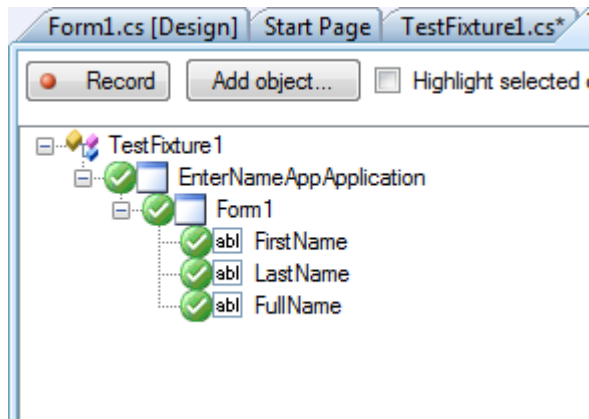 Form1.cs [Design] Start Page TestFixture1.cs*
Record Add object... Highlight selected
TestFixture1
EnterNameAppApplication
Form1
abl FirstName
abl LastName
abl FullName